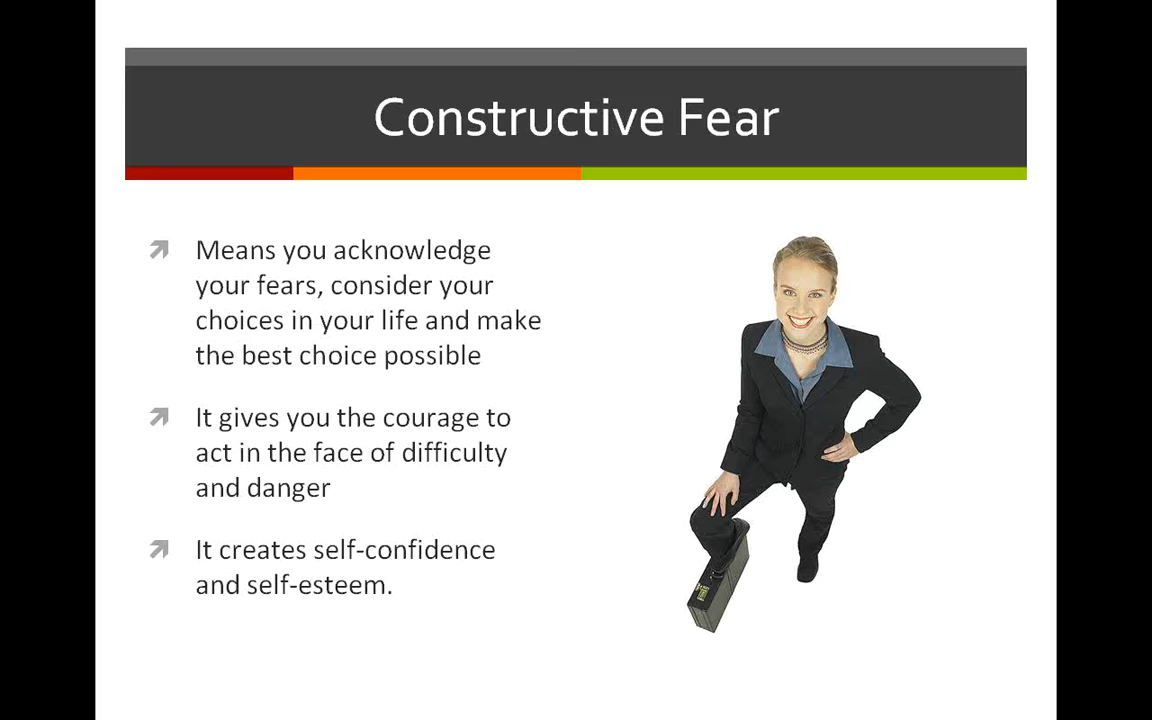 Constructive Fear
Means you acknowledge
your fears, consider your
choices in your life and make
the best choice possible
It gives you the courage to
act in the face of difficulty
and danger
It creates self-confidence
and self-esteem.